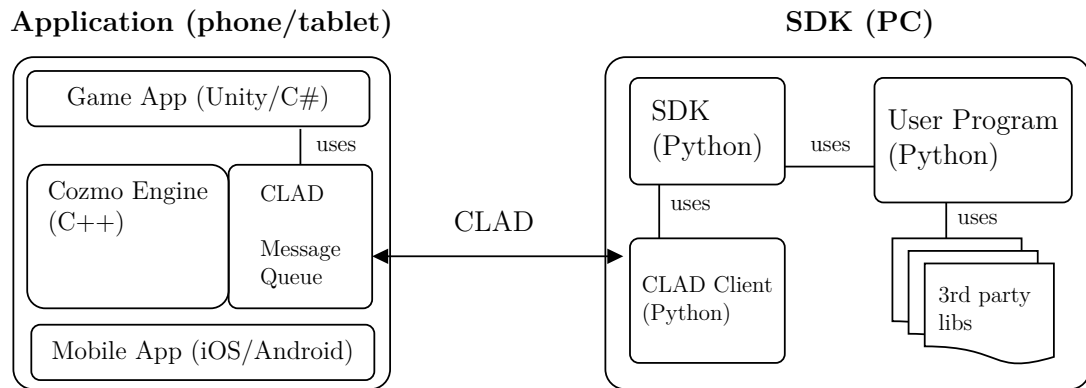 Application (phone/tablet)
SDK (PC)
Game App (Unity/C#)
uses
Cozmo Engine
(C++)
CLAD
Message
Queue
Mobile App (iOS/Android)
CLAD
SDK
(Python)
uses
User Program
(Python)
uses
CLAD Client
(Python)
uses
3rd party
libs